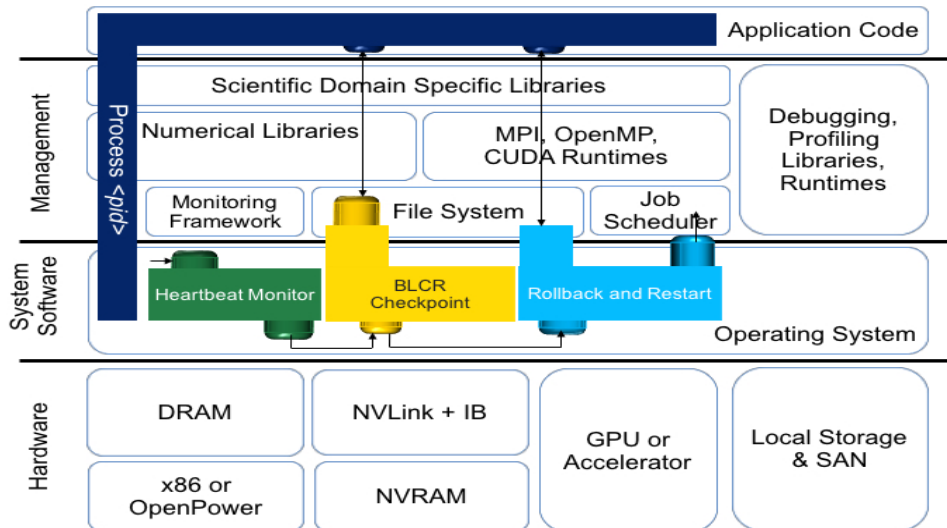 Application Code
Process <pid>
Management
Scientific Domain Specific Libraries
Numerical Libraries
MPI, OpenMP,
CUDA Runtimes
Debugging,
Profiling
Libraries,
Runtimes
Monitoring
Framework
File System
Job
Scheduler
System
Software
Heartbeat Monitor
BLCR
Checkpoint
Rollback and Restart
Operating System
Hardware
DRAM
NVLink + IB
GPU or
Accelerator
Local Storage
& SAN
x86 or
OpenPower
NVRAM